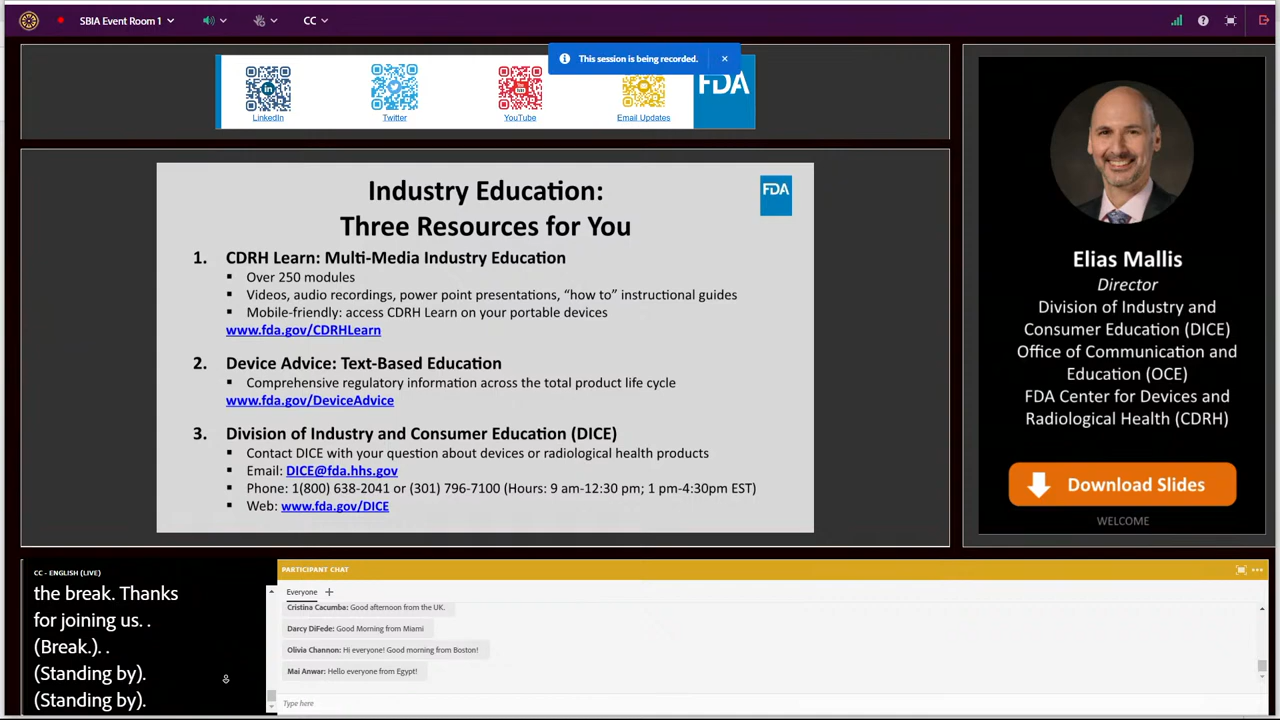 SBIA Event Room 1
CC
This session is being recorded.
LinkedIn
Twitter
YouTube
Email Updates
FDA
Industry Education:
Three Resources for You
FDA
1. CDRH Learn: Multi-Media Industry Education
▪ Over 250 modules
▪ Videos, audio recordings, power point presentations, “how to” instructional guides
▪ Mobile-friendly: access CDRH Learn on your portable devices
www.fda.gov/CDRHLearn
2. Device Advice: Text-Based Education
▪ Comprehensive regulatory information across the total product life cycle
www.fda.gov/DeviceAdvice
3. Division of Industry and Consumer Education (DICE)
▪ Contact DICE with your question about devices or radiological health products
▪ Email: DICE@fda.hhs.gov
▪ Phone: 1(800) 638-2041 or (301) 796-7100 (Hours: 9 am-12:30 pm; 1 pm-4:30pm EST)
▪ Web: www.fda.gov/DICE
Elias Mallis
Director
Division of Industry and
Consumer Education (DICE)
Office of Communication and
Education (OCE)
FDA Center for Devices and
Radiological Health (CDRH)
Download Slides
WELCOME
CC - ENGLISH (LIVE)
the break. Thanks
for joining us. .
(Break.). .
(Standing by).
(Standing by).
PARTICIPANT CHAT
Everyone
Cristina Cacumba: Good afternoon from the UK.
Darcy DiFede: Good Morning from Miami
Olivia Channon: Hi everyone! Good morning from Boston!
Mai Anwar: Hello everyone from Egypt!
Type here